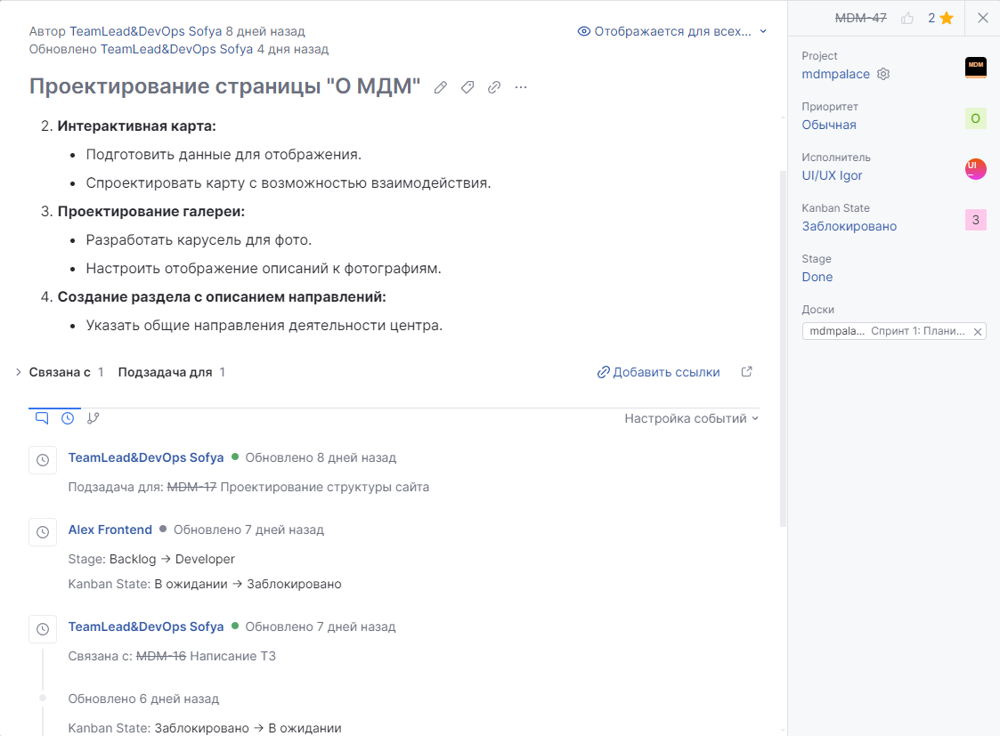 Автор TeamLead&DevOps Sofya 8 дней назад
Обновлено TeamLead&DevOps Sofya 4 дня назад
Отображается для всех...
Проектирование страницы "О МДМ"
2. Интерактивная карта:
• Подготовить данные для отображения.
• Спроектировать карту с возможностью взаимодействия.
3. Проектирование галереи:
• Разработать карусель для фото.
• Настроить отображение описаний к фотографиям.
4. Создание раздела с описанием направлений:
• Указать общие направления деятельности центра.
Связана с 1 Подзадача для 1
Добавить ссылки
Настройка событий
TeamLead&DevOps Sofya Обновлено 8 дней назад
Подзадача для: MDM-17 Проектирование структуры сайта
Alex Frontend Обновлено 7 дней назад
Stage: Backlog → Developer
Kanban State: В ожидании → Заблокировано
TeamLead&DevOps Sofya Обновлено 7 дней назад
Связана с: MDM-16 Написание ТЗ
Обновлено 6 дней назад
Kanban State: Заблокировано → В ожидании
MDM-47 2
Project
mdmpalace
MDM
Приоритет
Обычная
О
Исполнитель
UI/UX Igor
UI
Kanban State
Заблокировано
З
Stage
Done
Доски
mdmpala... Спринт 1: Плани...